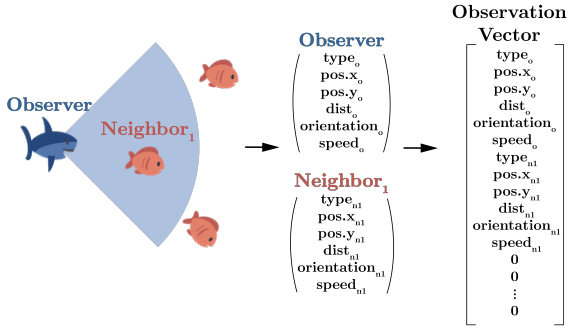 Observer
Neighbor₁
Observer
typeₒ
pos.xₒ
pos.yₒ
distₒ
orientationₒ
speedₒ
Neighbor₁
typeₙ₁
pos.xₙ₁
pos.yₙ₁
distₙ₁
orientationₙ₁
speedₙ₁
Observation
Vector
typeₒ
pos.xₒ
pos.yₒ
distₒ
orientationₒ
speedₒ
typeₙ₁
pos.xₙ₁
pos.yₙ₁
distₙ₁
orientationₙ₁
speedₙ₁
0
0
⋮
0